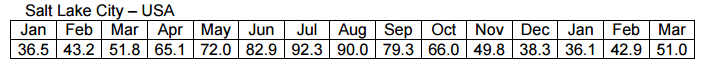 Salt Lake City – USA
Jan Feb Mar Apr May Jun Jul Aug Sep Oct Nov Dec Jan Feb Mar
36.5 43.2 51.8 65.1 72.0 82.9 92.3 90.0 79.3 66.0 49.8 38.3 36.1 42.9 51.0